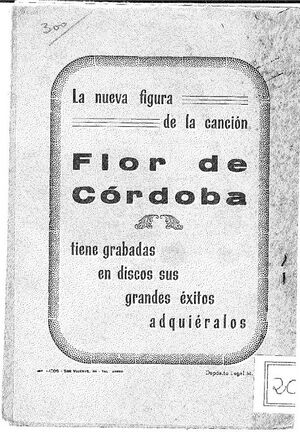 300
La nueva figura
de la canción
Flor de
Córdoba
tiene grabadas
en discos sus
grandes éxitos
adquiéralos
Depósito Legal M.
2C